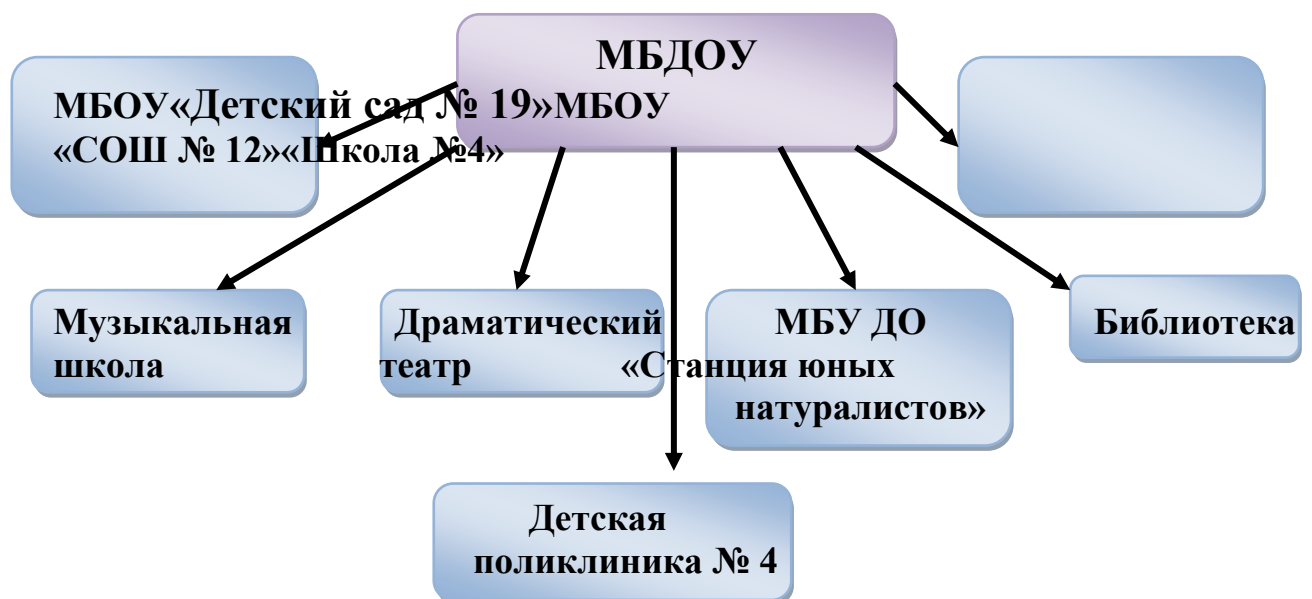 МБДОУ
МБОУ«Детский сад № 19»МБОУ
«СОШ № 12»«Школа №4»
Музыкальная
школа
Драматический
театр
МБУ ДО
«Станция юных
натуралистов»
Библиотека
Детская
поликлиника № 4